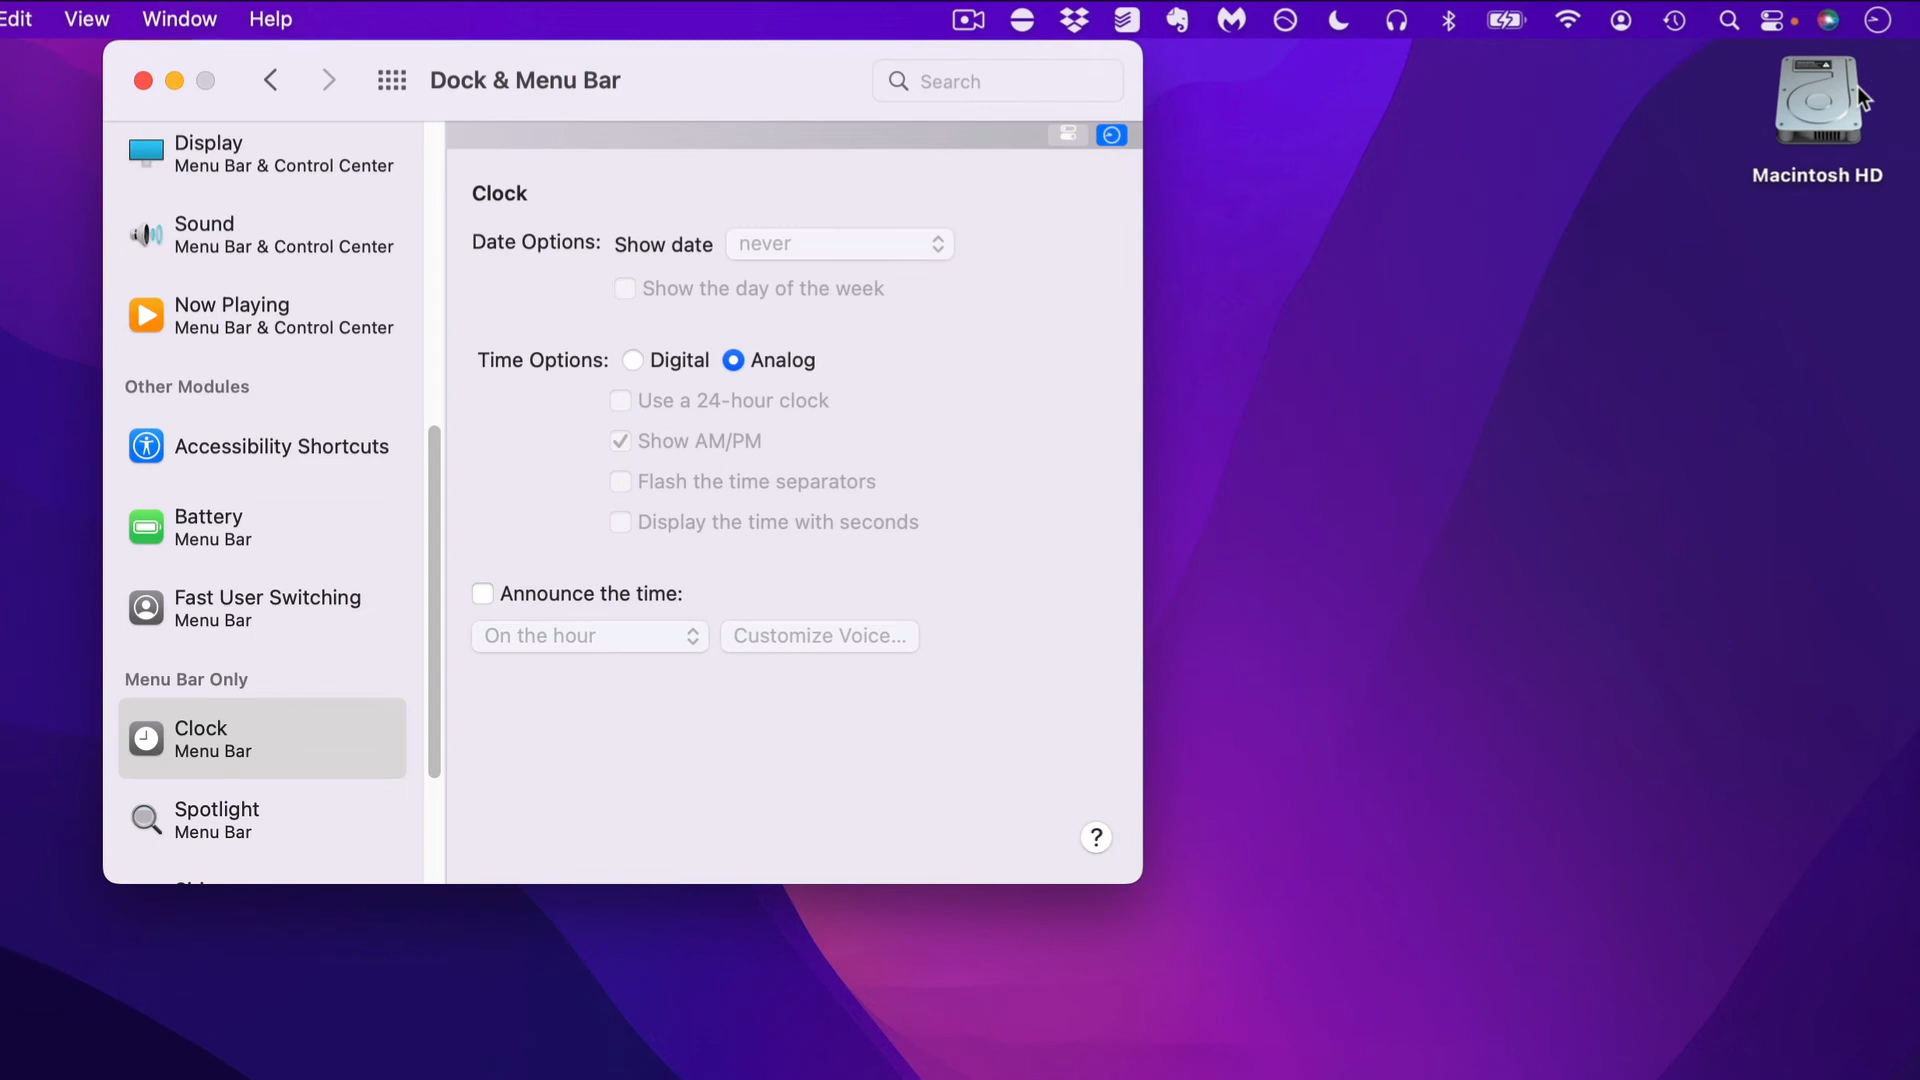 Edit View Window Help
Dock & Menu Bar
Search
Macintosh HD
Display
Menu Bar & Control Center
Sound
Menu Bar & Control Center
Now Playing
Menu Bar & Control Center
Other Modules
Accessibility Shortcuts
Battery
Menu Bar
Fast User Switching
Menu Bar
Menu Bar Only
Clock
Menu Bar
Spotlight
Menu Bar
Clock
Date Options: Show date never
Show the day of the week
Time Options: Digital Analog
Use a 24-hour clock
Show AM/PM
Flash the time separators
Display the time with seconds
Announce the time:
On the hour Customize Voice...
?